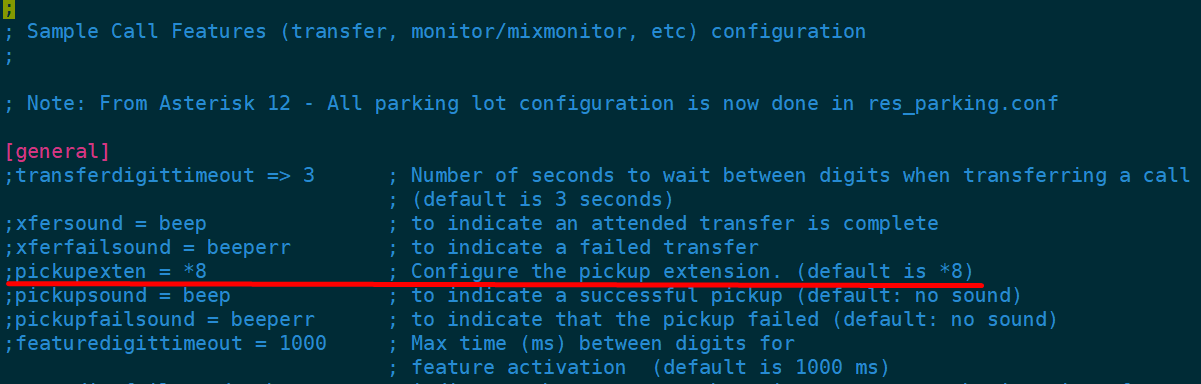 ;
; Sample Call Features (transfer, monitor/mixmonitor, etc) configuration
;
; Note: From Asterisk 12 - All parking lot configuration is now done in res_parking.conf
[general]
;transferdigittimeout => 3      ; Number of seconds to wait between digits when transferring a call
                                ; (default is 3 seconds)
;xfersound = beep               ; to indicate an attended transfer is complete
;xferfailsound = beeperr        ; to indicate a failed transfer
;pickupexten = *8               ; Configure the pickup extension. (default is *8)
;pickupsound = beep             ; to indicate a successful pickup (default: no sound)
;pickupfailsound = beeperr      ; to indicate that the pickup failed (default: no sound)
;featuredigittimeout = 1000     ; Max time (ms) between digits for
                                ; feature activation  (default is 1000 ms)